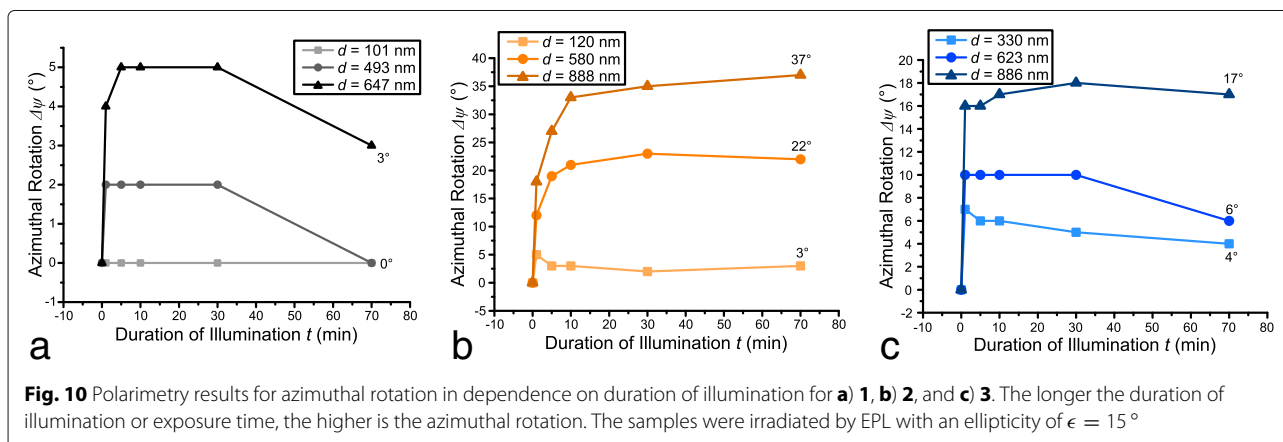 d = 101 nm
d = 493 nm
d = 647 nm
Azimuthal Rotation Δψ (°)
5
4
3
2
1
0
-1
3°
0°
-10 0 10 20 30 40 50 60 70 80
Duration of Illumination t (min)
a
d = 120 nm
d = 580 nm
d = 888 nm
Azimuthal Rotation Δψ (°)
40
35
30
25
20
15
10
5
0
-5
37°
22°
3°
-10 0 10 20 30 40 50 60 70 80
Duration of Illumination t (min)
b
d = 330 nm
d = 623 nm
d = 886 nm
Azimuthal Rotation Δψ (°)
20
18
16
14
12
10
8
6
4
2
0
-2
17°
6°
4°
-10 0 10 20 30 40 50 60 70 80
Duration of Illumination t (min)
c
Fig. 10 Polarimetry results for azimuthal rotation in dependence on duration of illumination for a) 1, b) 2, and c) 3. The longer the duration of
illumination or exposure time, the higher is the azimuthal rotation. The samples were irradiated by EPL with an ellipticity of ϵ = 15 °